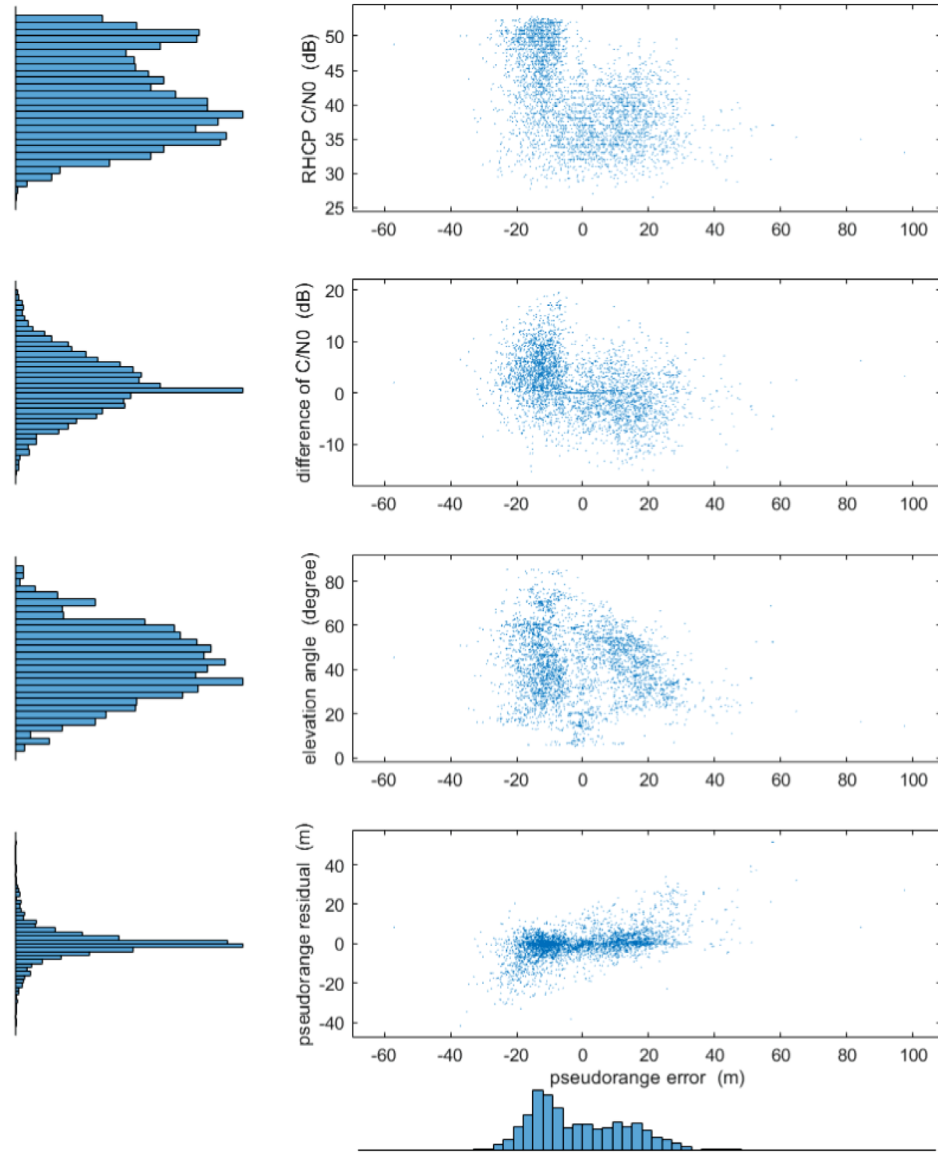 RHCP C/N0 (dB)
50
45
40
35
30
25
-60 -40 -20 0 20 40 60 80 100
difference of C/N0 (dB)
20
10
0
-10
-60 -40 -20 0 20 40 60 80 100
elevation angle (degree)
80
60
40
20
0
-60 -40 -20 0 20 40 60 80 100
pseudorange residual (m)
40
20
0
-20
-40
-60 -40 -20 0 20 40 60 80 100
pseudorange error (m)